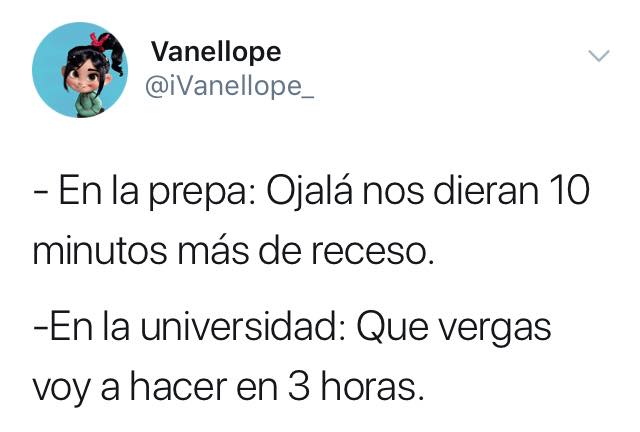 Vanellope
@iVanellope_
- En la prepa: Ojalá nos dieran 10
minutos más de receso.
-En la universidad: Que vergas
voy a hacer en 3 horas.